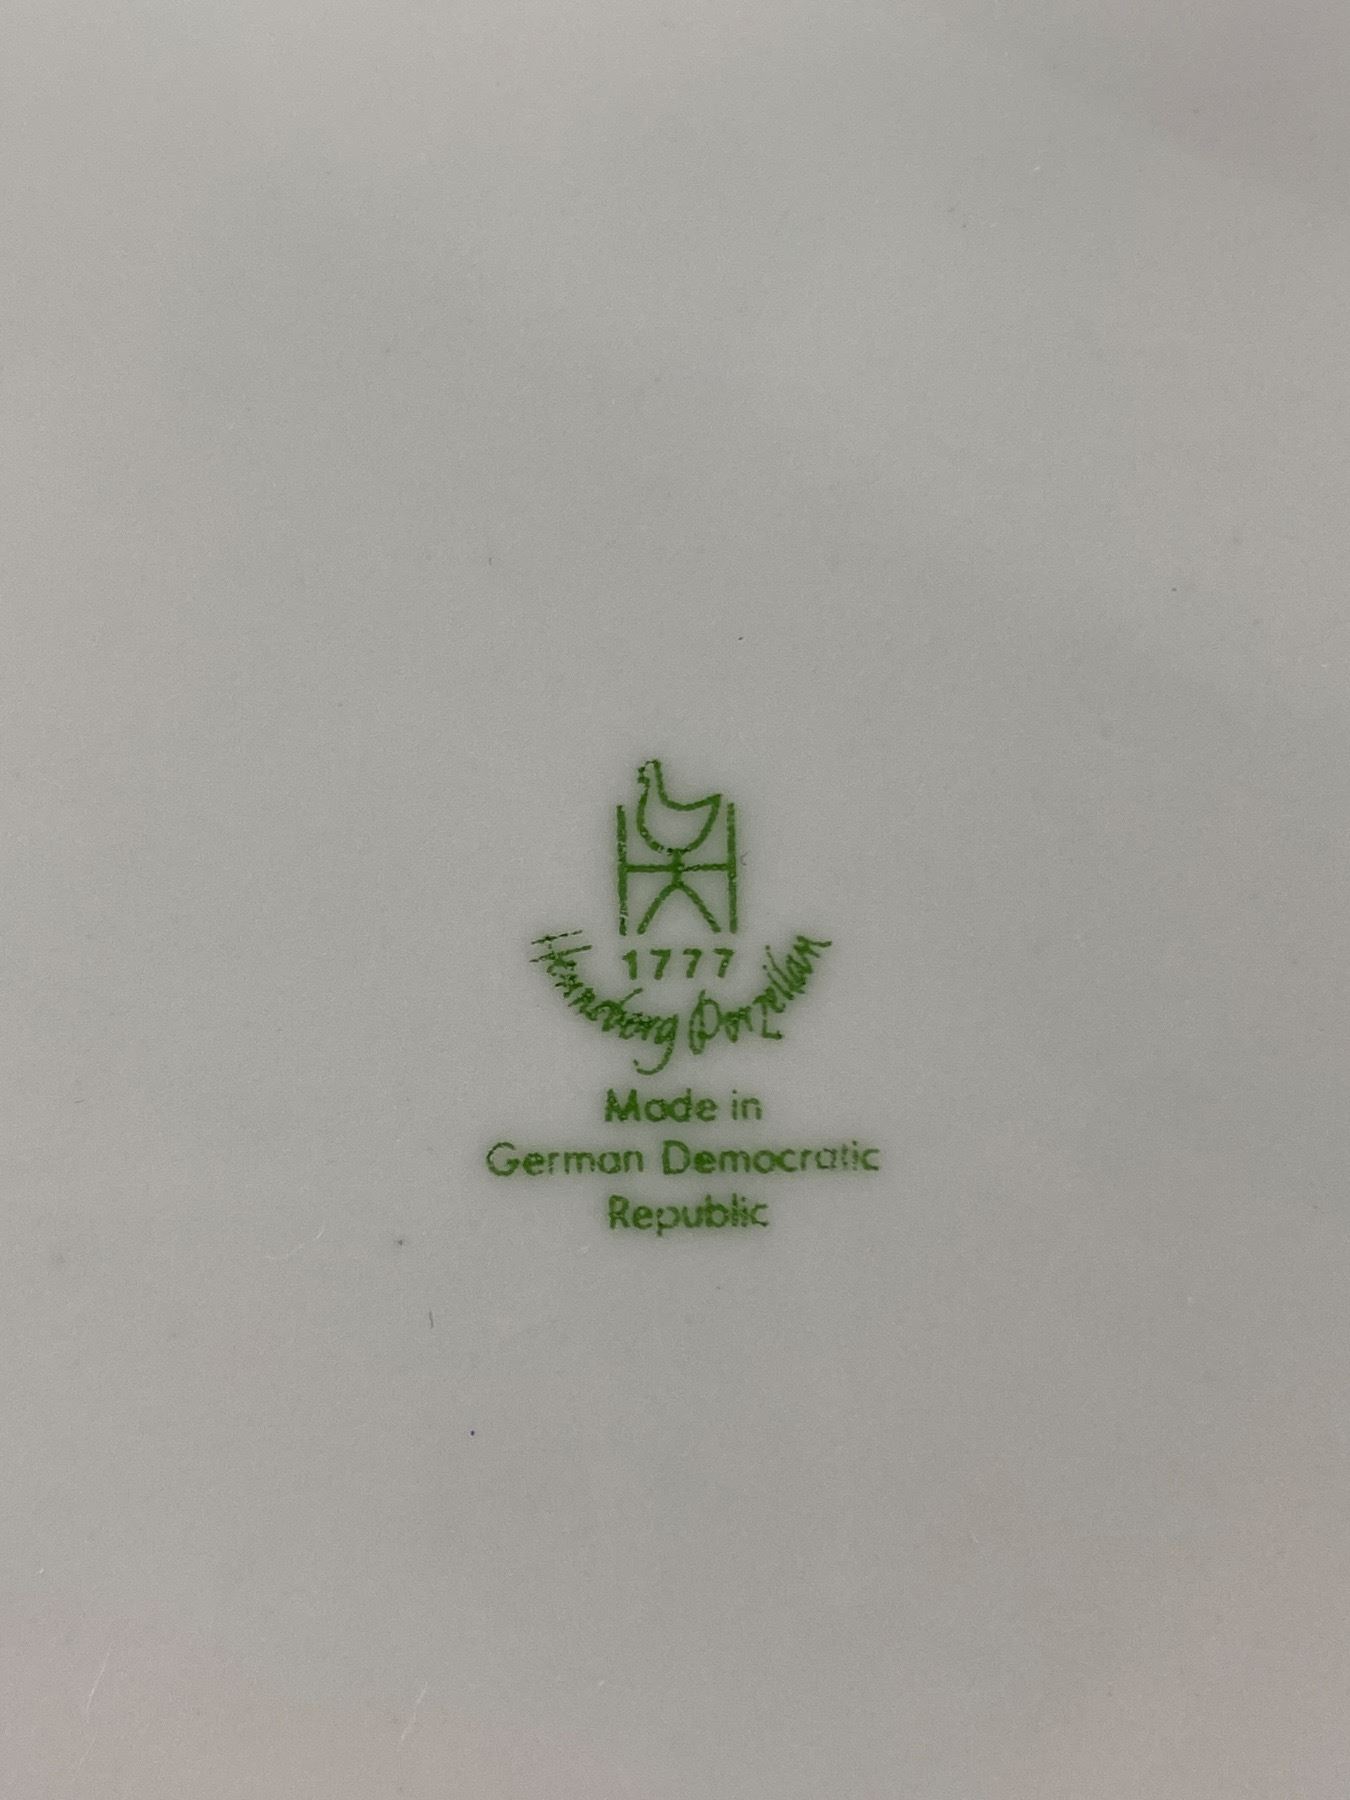 1777
Henneberg Porzellan
Made in
German Democratic
Republic